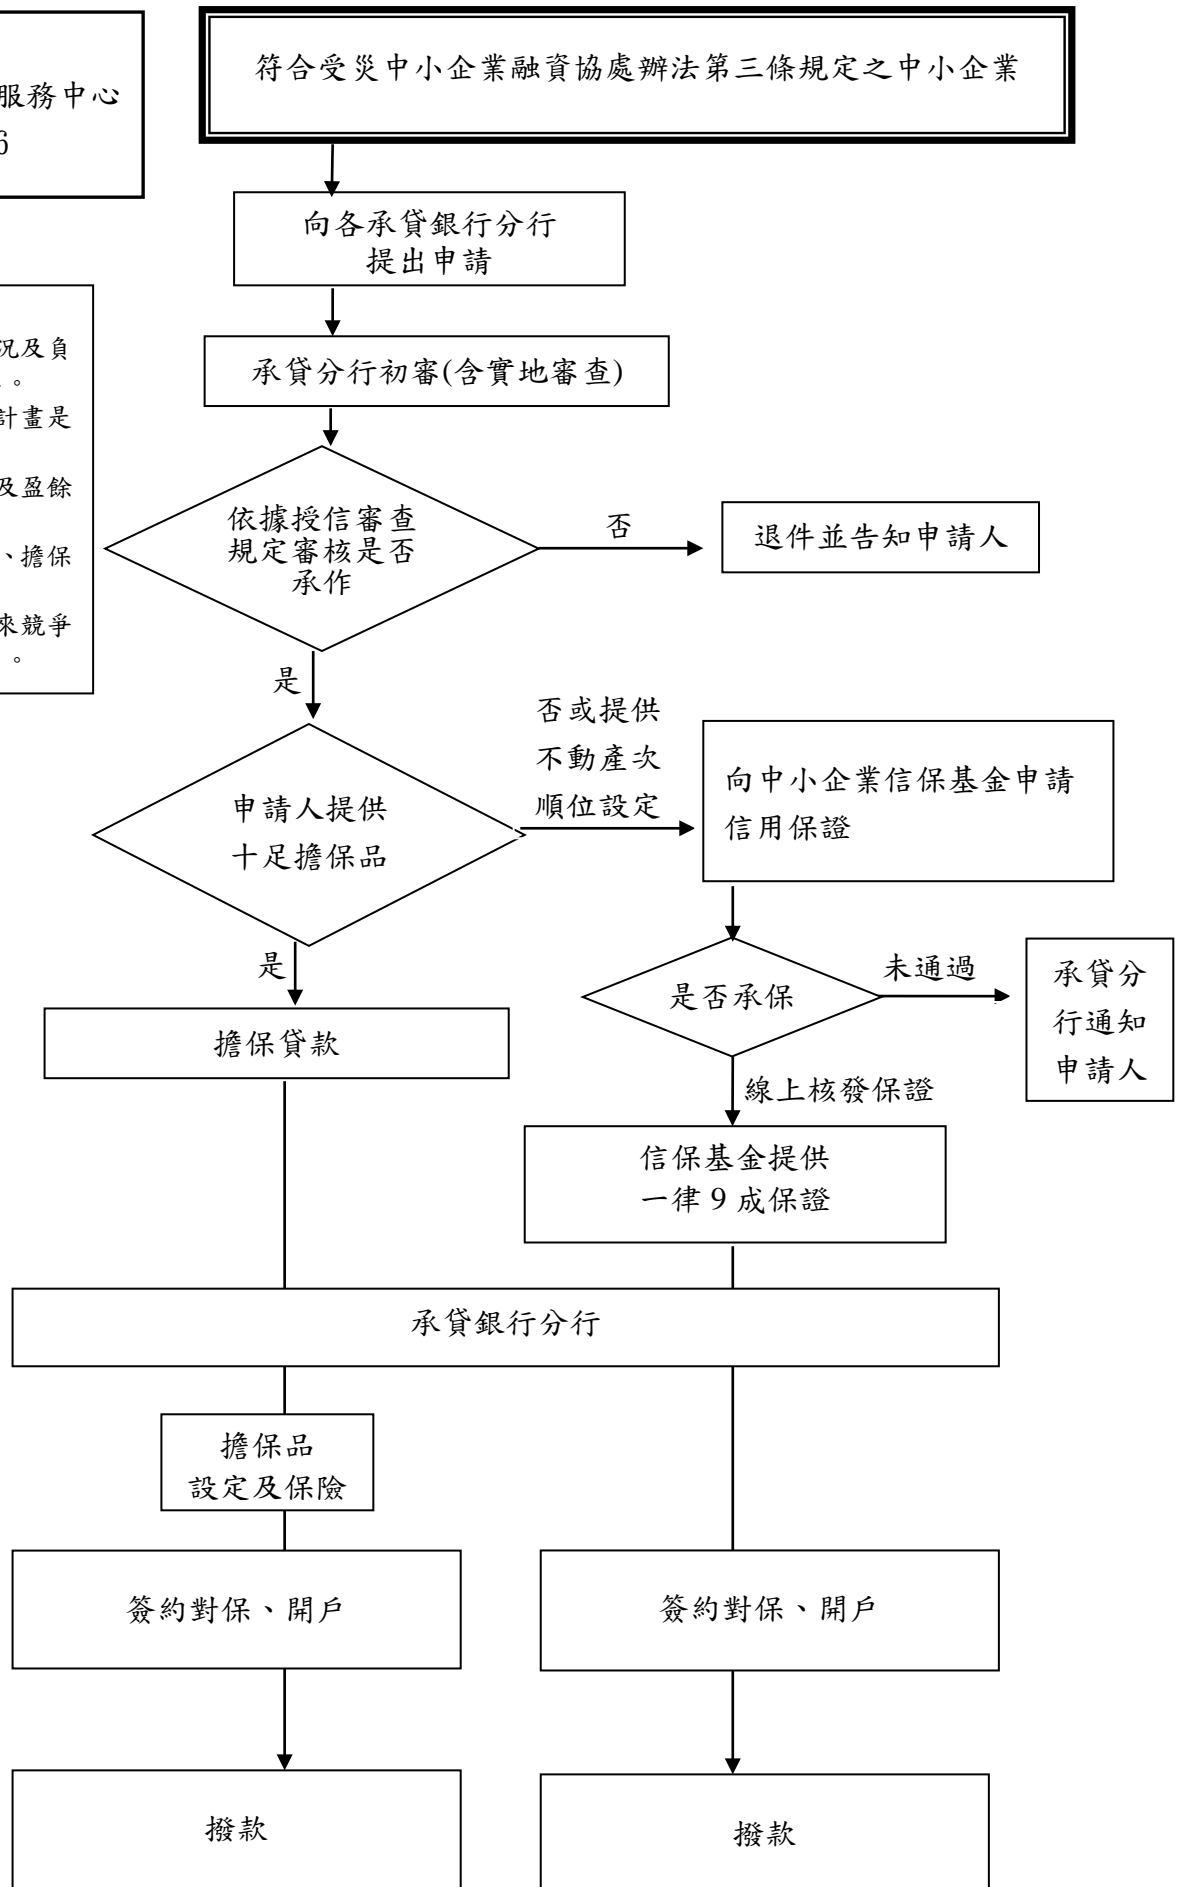 服務中心
6
符合受災中小企業融資協處辦法第三條規定之中小企業
向各承貸銀行分行
提出申請
況及負
。
計畫是
及盈餘
、擔保
來競爭
。
承貸分行初審(含實地審查)
依據授信審查
規定審核是否
承作
否
退件並告知申請人
是
申請人提供
十足擔保品
否或提供
不動產次
順位設定
向中小企業信保基金申請
信用保證
是
是否承保
未通過
承貸分
行通知
申請人
擔保貸款
線上核發保證
信保基金提供
一律9成保證
承貸銀行分行
擔保品
設定及保險
簽約對保、開戶
簽約對保、開戶
撥款
撥款